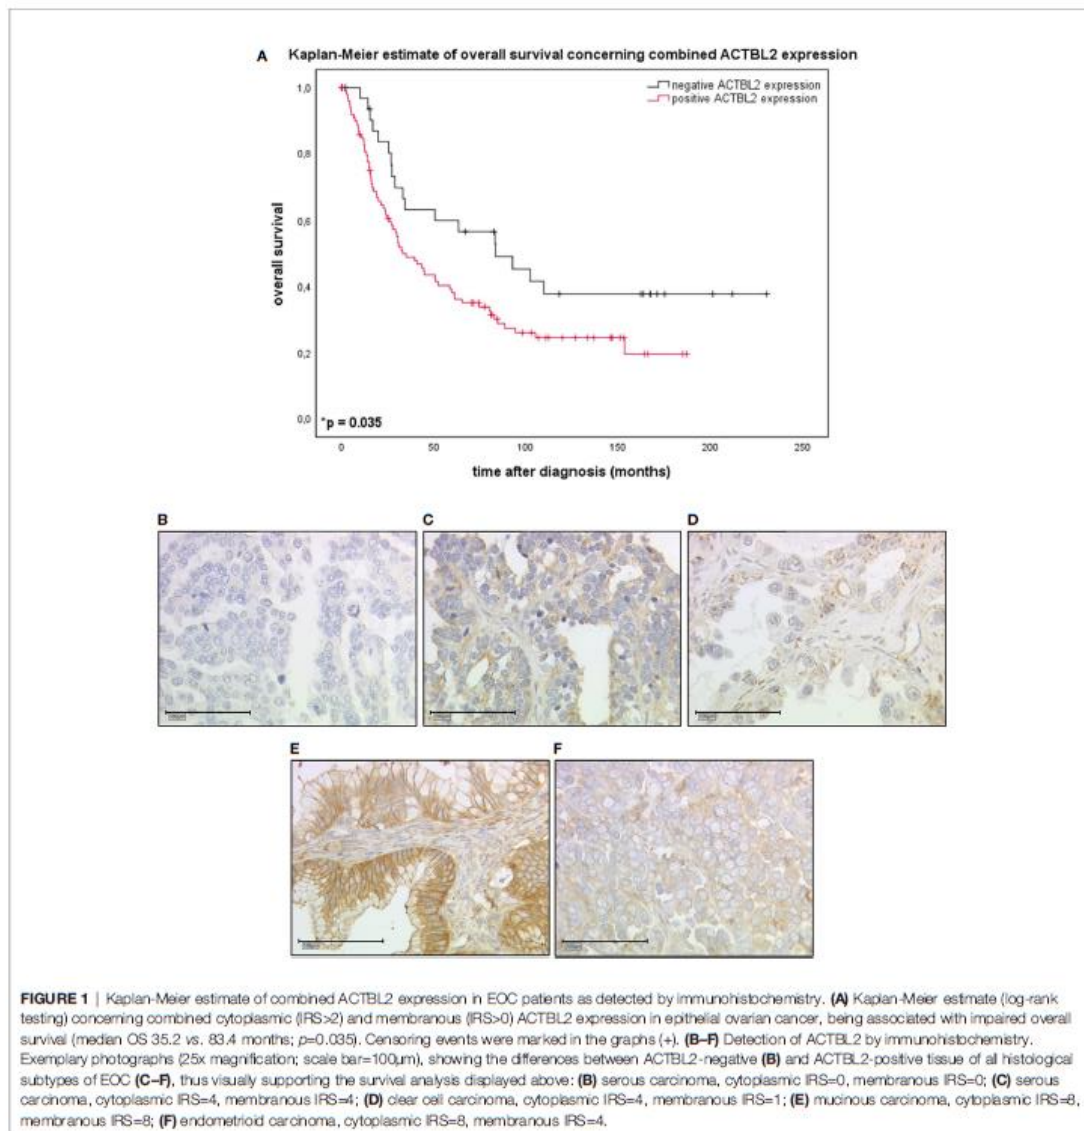 A Kaplan-Meier estimate of overall survival concerning combined ACTBL2 expression
negative ACTBL2 expression
positive ACTBL2 expression
1,0
0,8
0,6
0,4
0,2
0,0
overall survival
*p = 0.035
0 50 100 150 200 250
time after diagnosis (months)
B C D
E F
FIGURE 1 | Kaplan-Meier estimate of combined ACTBL2 expression in EOC patients as detected by immunohistochemistry. (A) Kaplan-Meier estimate (log-rank
testing) concerning combined cytoplasmic (IRS>2) and membranous (IRS>0) ACTBL2 expression in epithelial ovarian cancer, being associated with impaired overall
survival (median OS 35.2 vs. 83.4 months; p=0.035). Censoring events were marked in the graphs (+). (B–F) Detection of ACTBL2 by immunohistochemistry.
Exemplary photographs (25x magnification; scale bar=100μm), showing the differences between ACTBL2-negative (B) and ACTBL2-positive tissue of all histological
subtypes of EOC (C–F), thus visually supporting the survival analysis displayed above: (B) serous carcinoma, cytoplasmic IRS=0, membranous IRS=0; (C) serous
carcinoma, cytoplasmic IRS=4, membranous IRS=4; (D) clear cell carcinoma, cytoplasmic IRS=4, membranous IRS=1; (E) mucinous carcinoma, cytoplasmic IRS=8,
membranous IRS=8; (F) endometrioid carcinoma, cytoplasmic IRS=8, membranous IRS=4.